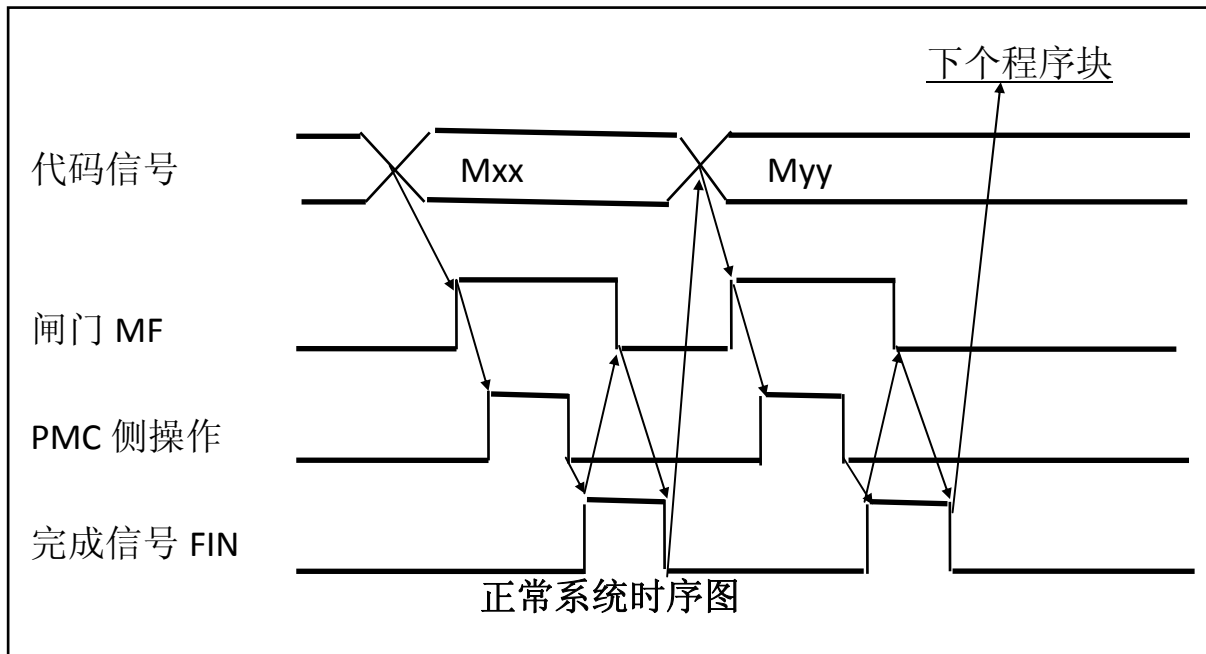 下个程序块
代码信号
Mxx
Myy
闸门 MF
PMC 侧操作
完成信号 FIN
正常系统时序图